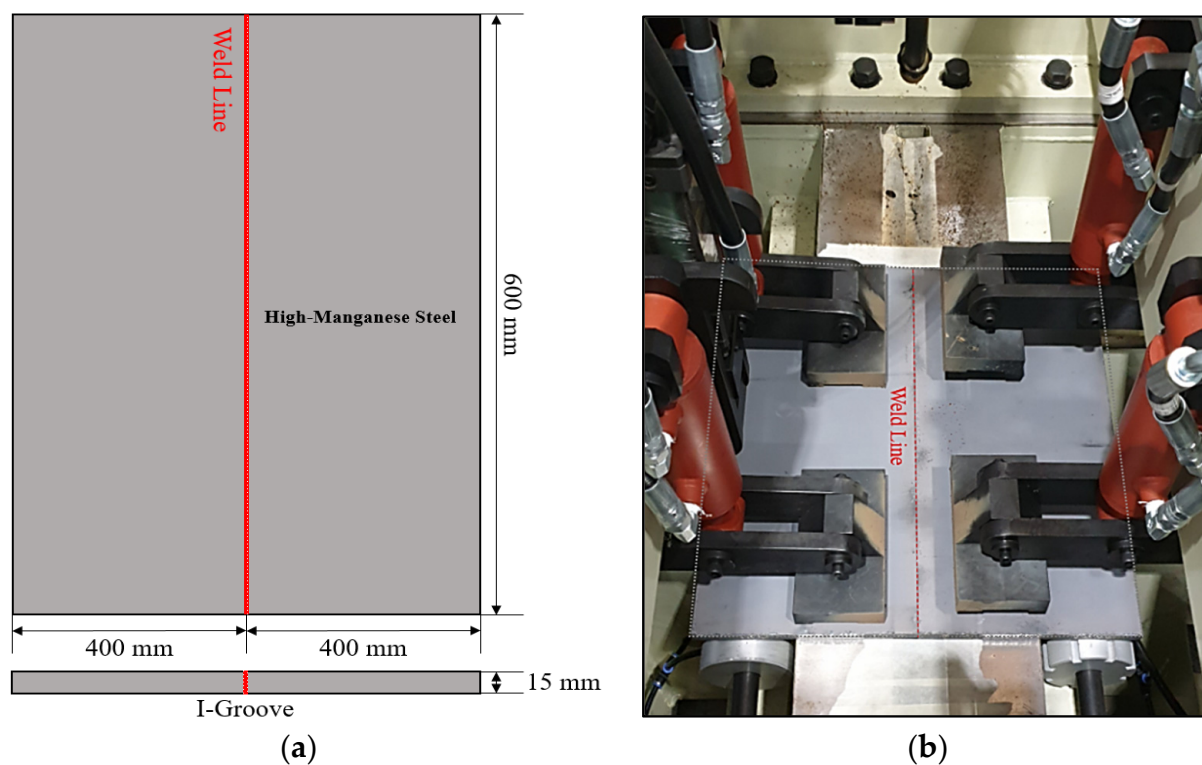 Weld Line
High-Manganese Steel
600 mm
400 mm
400 mm
15 mm
I-Groove
(a)
Weld Line
(b)